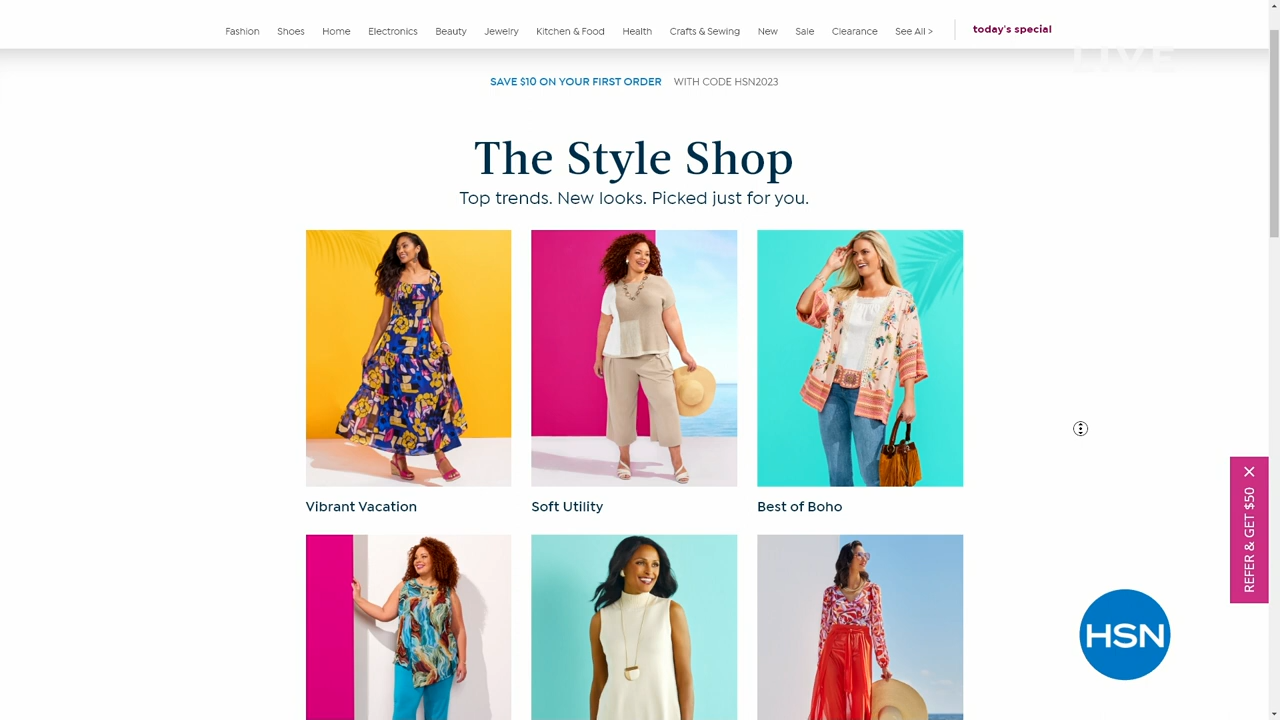 Fashion Shoes Home Electronics Beauty Jewelry Kitchen & Food Health Crafts & Sewing New Sale Clearance See All > today's special
LIVE
SAVE $10 ON YOUR FIRST ORDER WITH CODE HSN2023
The Style Shop
Top trends. New looks. Picked just for you.
Vibrant Vacation Soft Utility Best of Boho
REFER & GET $50
HSN